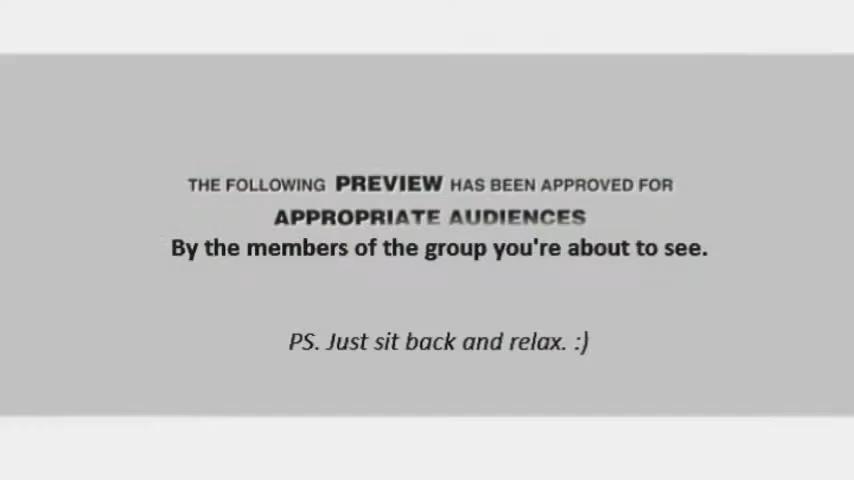 THE FOLLOWING PREVIEW HAS BEEN APPROVED FOR
APPROPRIATE AUDIENCES
By the members of the group you're about to see.
PS. Just sit back and relax. :)